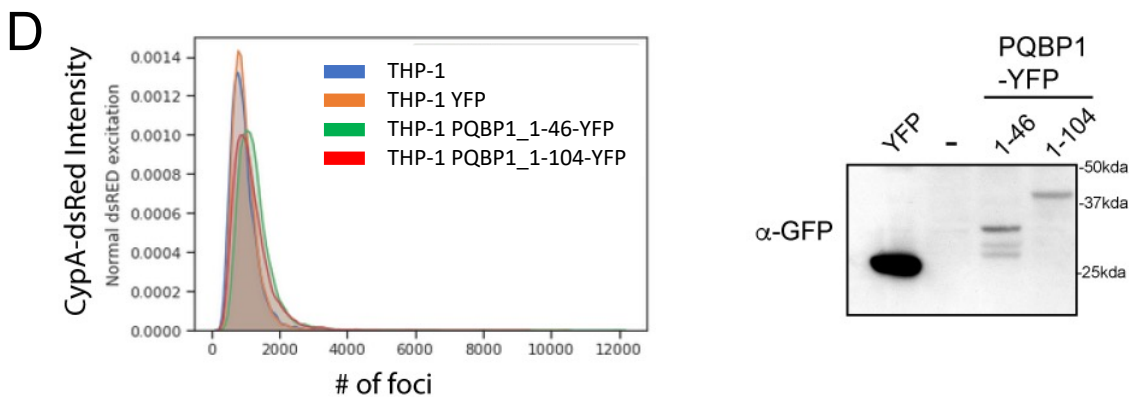 D
CypA-dsRed Intensity
Normal dsRED excitation
0.0014
0.0012
0.0010
0.0008
0.0006
0.0004
0.0002
0.0000
0 2000 4000 6000 8000 10000 12000
# of foci
THP-1
THP-1 YFP
THP-1 PQBP1_1-46-YFP
THP-1 PQBP1_1-104-YFP
PQBP1
-YFP
YFP - 1-46 1-104
α-GFP
-50kda
-37kda
-25kda